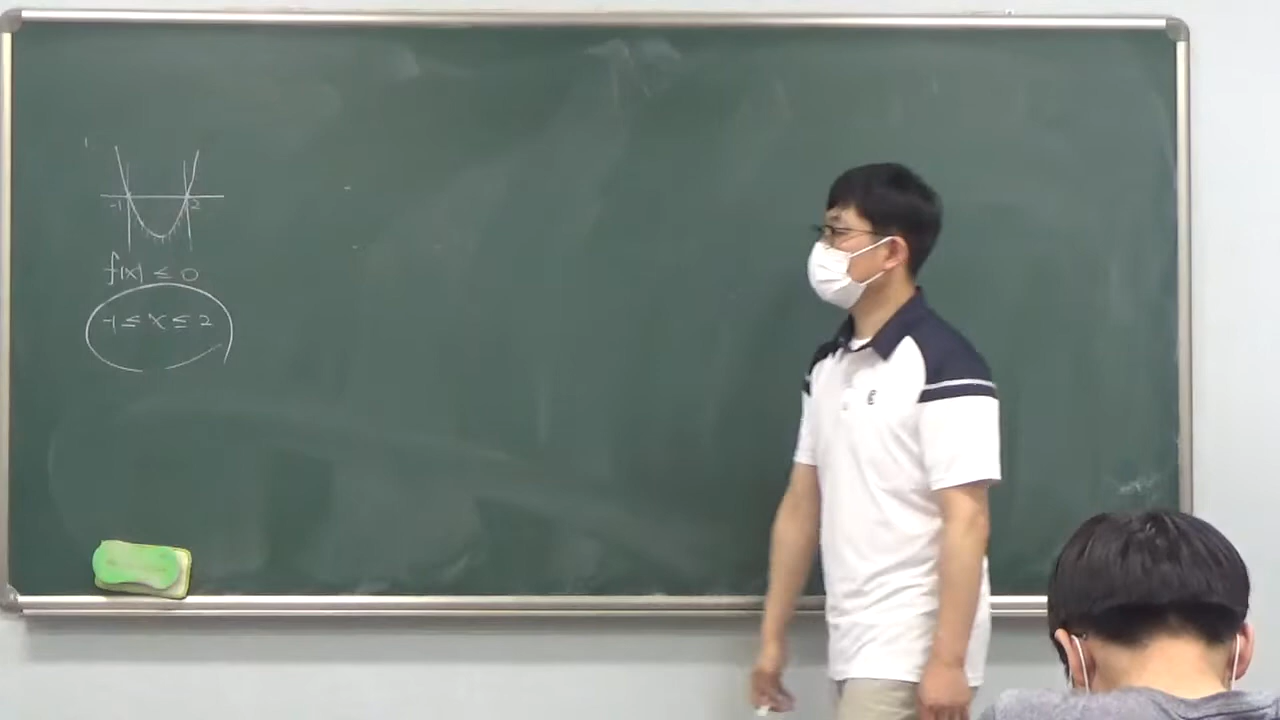 -1 2
f(x) ≤ 0
-1 ≤ x ≤ 2